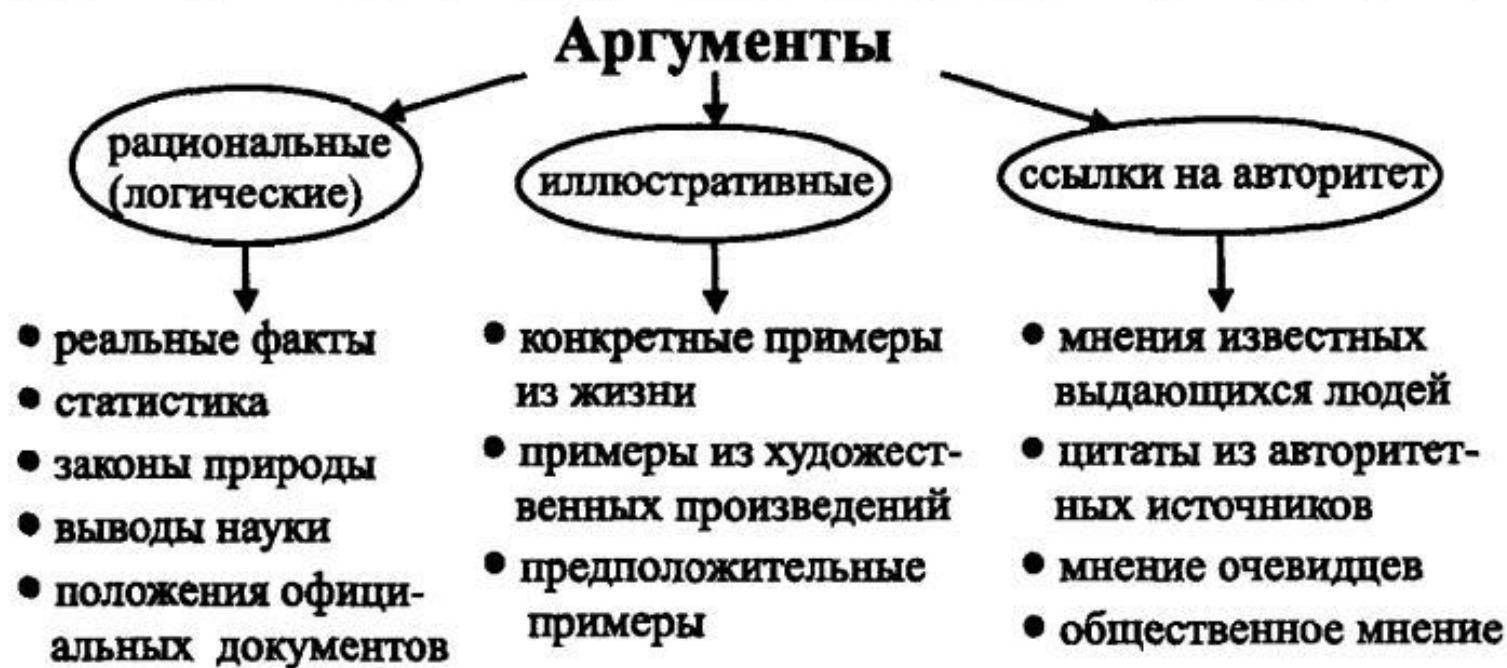 Аргументы
рациональные
(логические)
иллюстративные
ссылки на авторитет
● реальные факты
● статистика
● законы природы
● выводы науки
● положения офици-
альных документов
● конкретные примеры
из жизни
● примеры из художест-
венных произведений
● предположительные
примеры
● мнения известных
выдающихся людей
● цитаты из авторитет-
ных источников
● мнение очевидцев
● общественное мнение